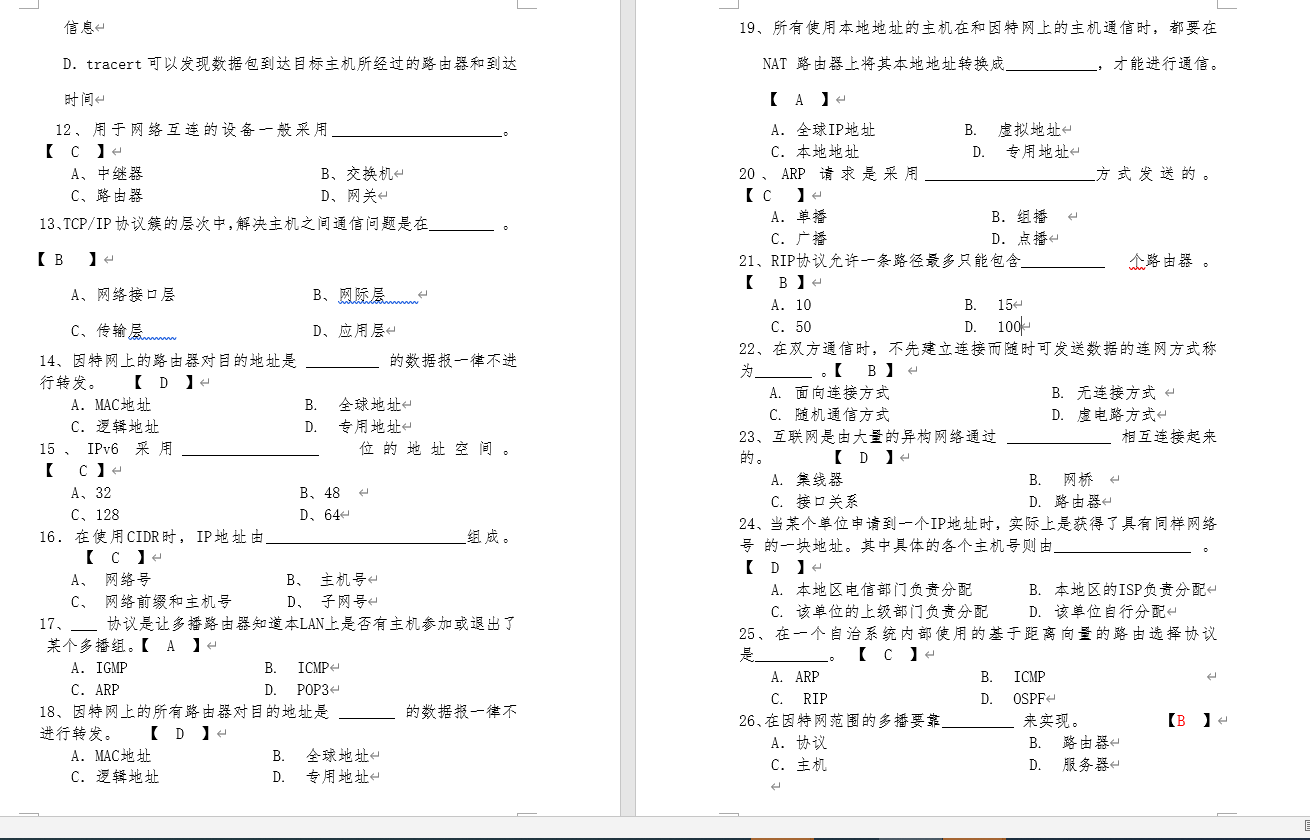 信息
D. tracert 可以发现数据包到达目标主机所经过的路由器和到达
时间
12、用于网络互连的设备一般采用____________________。
【 C 】
A、中继器 B、交换机
C、路由器 D、网关
13、TCP/IP 协议簇的层次中,解决主机之间通信问题是在________ 。
【 B 】
A、网络接口层 B、网际层
C、传输层 D、应用层
14、因特网上的路由器对目的地址是 _________ 的数据报一律不进
行转发。 【 D 】
A. MAC地址 B. 全球地址
C. 逻辑地址 D. 专用地址
15、IPv6 采用_________________ 位的地址空间。
【 C 】
A、32 B、48
C、128 D、64
16. 在使用CIDR时, IP地址由_________________________组成。
【 C 】
A、 网络号 B、 主机号
C、 网络前缀和主机号 D、 子网号
17、___ 协议是让多播路由器知道本LAN上是否有主机参加或退出了
某个多播组。【 A 】
A. IGMP B. ICMP
C. ARP D. POP3
18、因特网上的所有路由器对目的地址是 _______ 的数据报一律不
进行转发。 【 D 】
A. MAC地址 B. 全球地址
C. 逻辑地址 D. 专用地址
19、所有使用本地地址的主机在和因特网上的主机通信时，都要在
NAT 路由器上将其本地地址转换成___________，才能进行通信。
【 A 】
A. 全球IP地址 B. 虚拟地址
C. 本地地址 D. 专用地址
20、ARP 请求是采用_____________________方式发送的。
【 C 】
A. 单播 B. 组播
C. 广播 D. 点播
21、RIP协议允许一条路径最多只能包含__________ 个路由器 。
【 B 】
A. 10 B. 15
C. 50 D. 100
22、在双方通信时，不先建立连接而随时可发送数据的连网方式称
为_______ 。【 B 】
A. 面向连接方式 B. 无连接方式
C. 随机通信方式 D. 虚电路方式
23、互联网是由大量的异构网络通过 _____________ 相互连接起来
的。 【 D 】
A. 集线器 B. 网桥
C. 接口关系 D. 路由器
24、当某个单位申请到一个IP地址时，实际上是获得了具有同样网络
号 的一块地址。其中具体的各个主机号则由_________________ 。
【 D 】
A. 本地区电信部门负责分配 B. 本地区的ISP负责分配
C. 该单位的上级部门负责分配 D. 该单位自行分配
25、在一个自治系统内部使用的基于距离向量的路由选择协议
是_________。 【 C 】
A. ARP B. ICMP
C. RIP D. OSPF
26、在因特网范围的多播要靠_________ 来实现。 【B 】
A. 协议 B. 路由器
C. 主机 D. 服务器